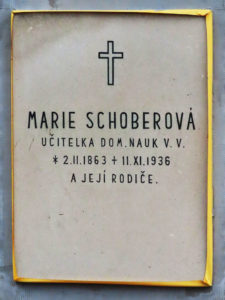 MARIE SCHOBEROVÁ
UČITELKA DOM. NAUK V. V.
* 2.II.1863 + 11.XI.1936
A JEJÍ RODIČE.